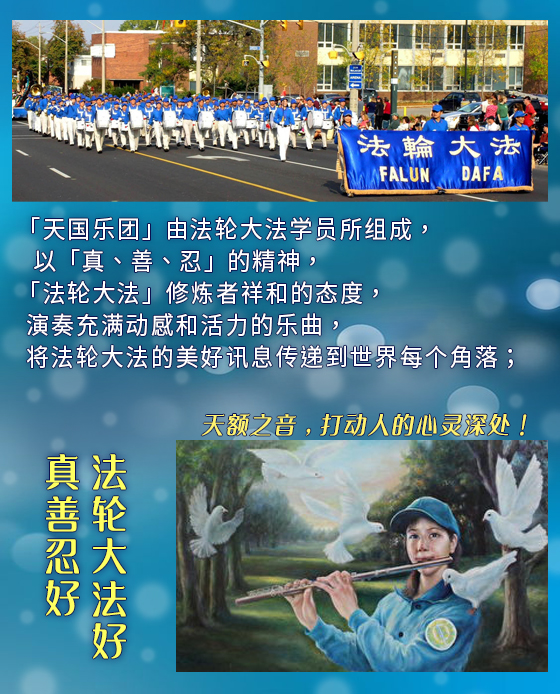 法輪大法
FALUN DAFA
「天国乐团」由法轮大法学员所组成，
以「真、善、忍」的精神，
「法轮大法」修炼者祥和的态度，
演奏充满动感和活力的乐曲，
将法轮大法的美好讯息传递到世界每个角落；
天额之音，打动人的心灵深处！
法轮大法好
真善忍好